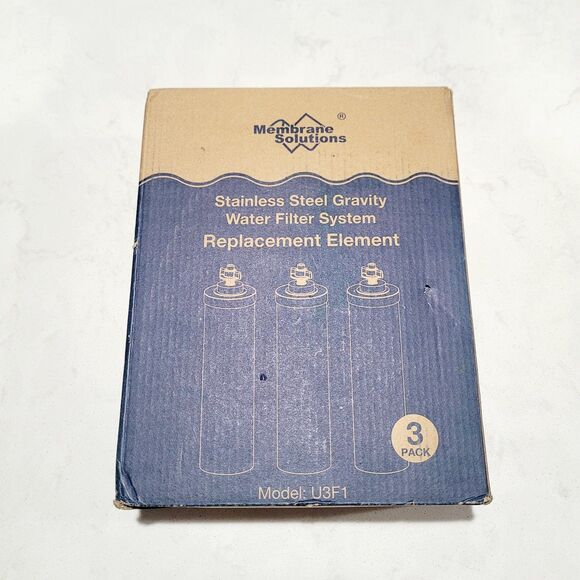 Membrane
Solutions
®
Stainless Steel Gravity
Water Filter System
Replacement Element
3
PACK
Model: U3F1